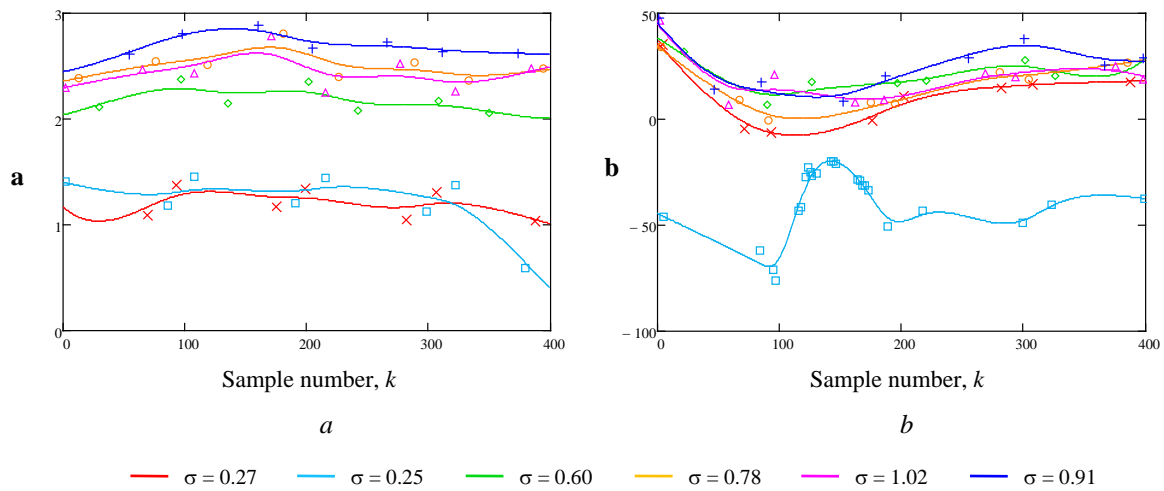 3
2
1
0
a
0
100
200
300
400
Sample number, k
a
50
0
− 50
− 100
b
0
100
200
300
400
Sample number, k
b
σ = 0.27
σ = 0.25
σ = 0.60
σ = 0.78
σ = 1.02
σ = 0.91